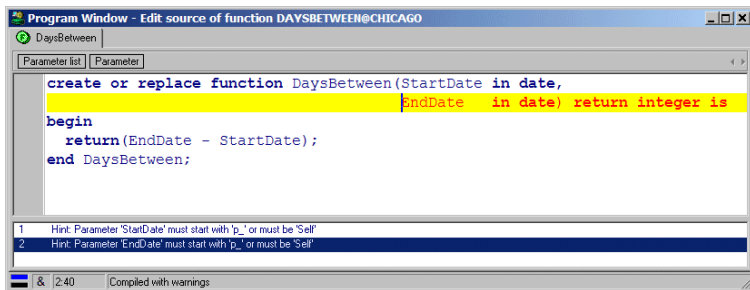 Program Window - Edit source of function DAYSBETWEEN@CHICAGO
DaysBetween
Parameter list Parameter
create or replace function DaysBetween(StartDate in date,
EndDate in date) return integer is
begin
return(EndDate - StartDate);
end DaysBetween;
1 Hint: Parameter 'StartDate' must start with 'p_' or must be 'Self'
2 Hint: Parameter 'EndDate' must start with 'p_' or must be 'Self'
& 2:40 Compiled with warnings